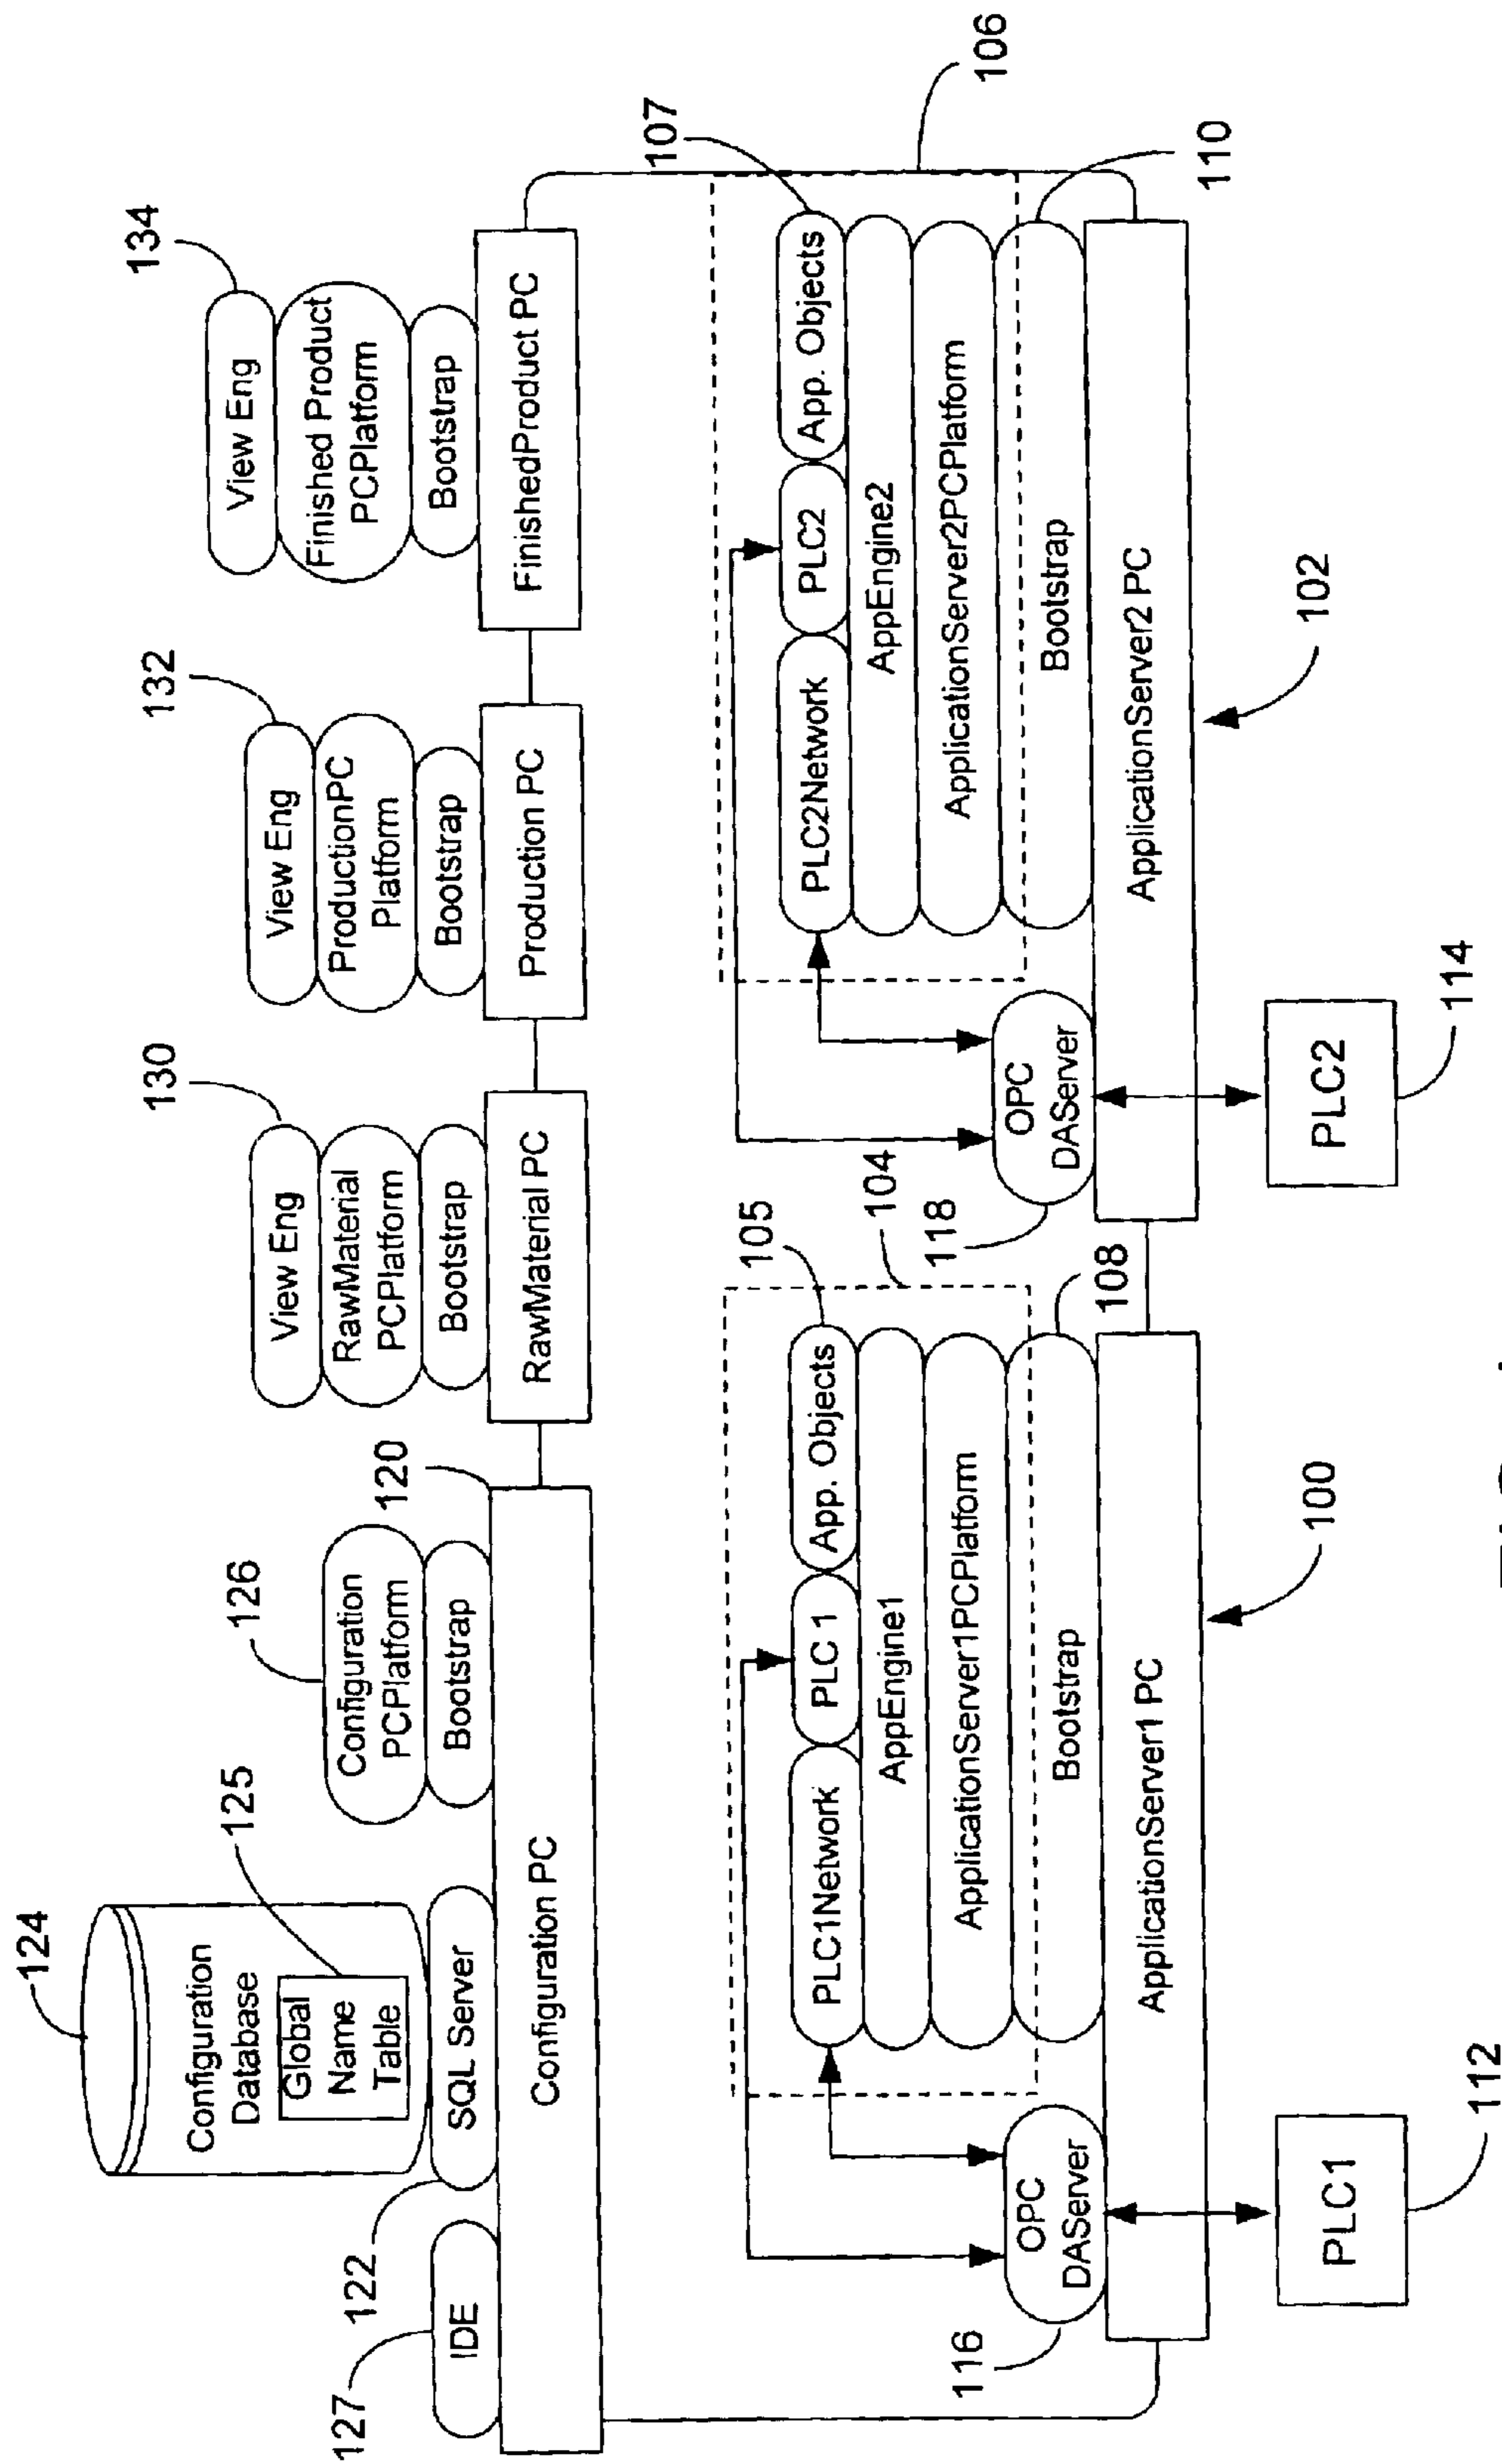 124
Configuration
Database
125
Global
Name
Table
127
IDE
122
SQL Server
126
Configuration
PCPlatform
Bootstrap
120
Configuration PC
130
View Eng
RawMaterial
PCPlatform
Bootstrap
RawMaterial PC
132
View Eng
ProductionPC
Platform
Bootstrap
Production PC
134
View Eng
Finished Product
PCPlatform
Bootstrap
FinishedProduct PC
105
104
PLC1Network
PLC 1
App. Objects
AppEngine1
ApplicationServer1PCPlatform
Bootstrap
108
116
OPC
DAServer
ApplicationServer1 PC
100
PLC1
112
107
106
PLC2Network
PLC2
App. Objects
AppEngine2
ApplicationServer2PCPlatform
Bootstrap
110
118
OPC
DAServer
ApplicationServer2 PC
102
PLC2
114